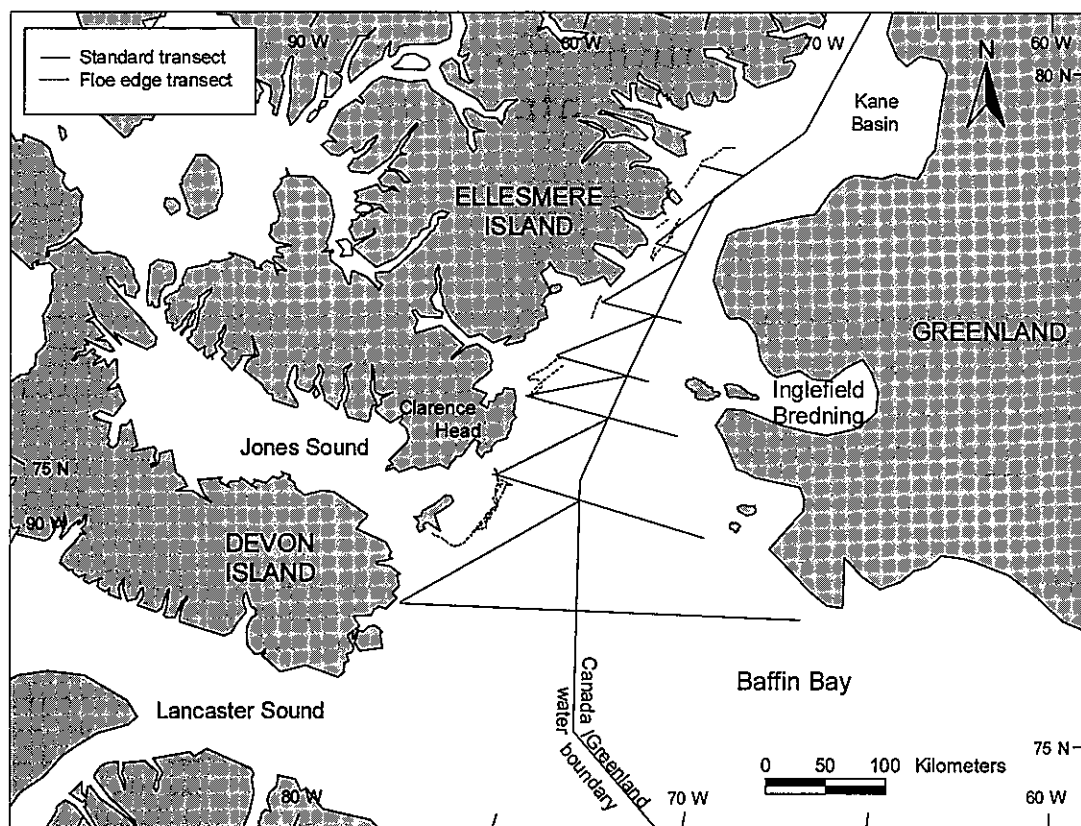 90 W
80 W
70 W
60 W
N
80 N
Standard transect
Floe edge transect
Kane
Basin
ELLESMERE
ISLAND
GREENLAND
Inglefield
Bredning
Clarence
Head
Jones Sound
75 N
90 W
DEVON
ISLAND
Baffin Bay
Canada /Greenland
water boundary
Lancaster Sound
75 N
0 50 100 Kilometers
80 W
70 W
60 W